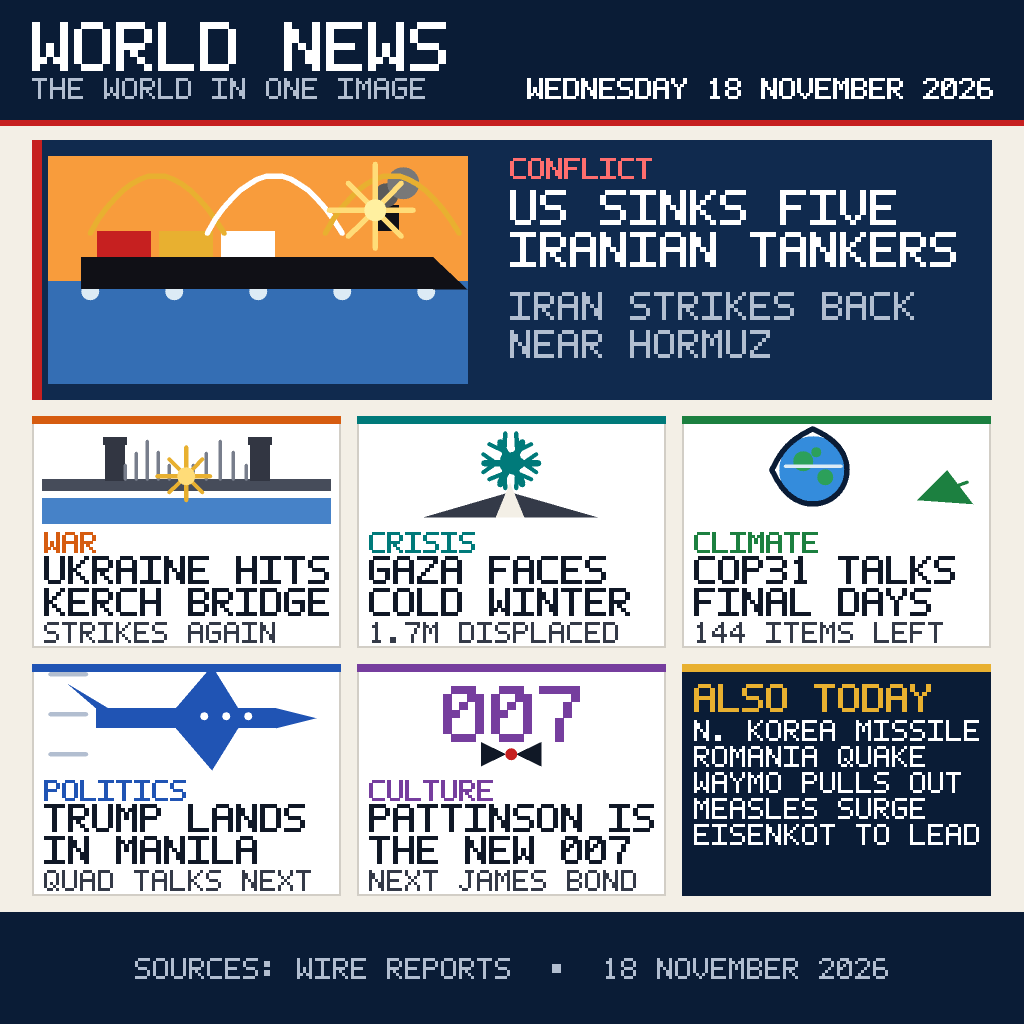 WORLD NEWS
THE WORLD IN ONE IMAGE
WEDNESDAY 18 NOVEMBER 2026
CONFLICT
US SINKS FIVE
IRANIAN TANKERS
IRAN STRIKES BACK
NEAR HORMUZ
WAR
UKRAINE HITS
KERCH BRIDGE
STRIKES AGAIN
CRISIS
GAZA FACES
COLD WINTER
1.7M DISPLACED
CLIMATE
COP31 TALKS
FINAL DAYS
144 ITEMS LEFT
POLITICS
TRUMP LANDS
IN MANILA
QUAD TALKS NEXT
007
CULTURE
PATTINSON IS
THE NEW 007
NEXT JAMES BOND
ALSO TODAY
N. KOREA MISSILE
ROMANIA QUAKE
WAYMO PULLS OUT
MEASLES SURGE
EISENKOT TO LEAD
SOURCES: WIRE REPORTS ▪ 18 NOVEMBER 2026